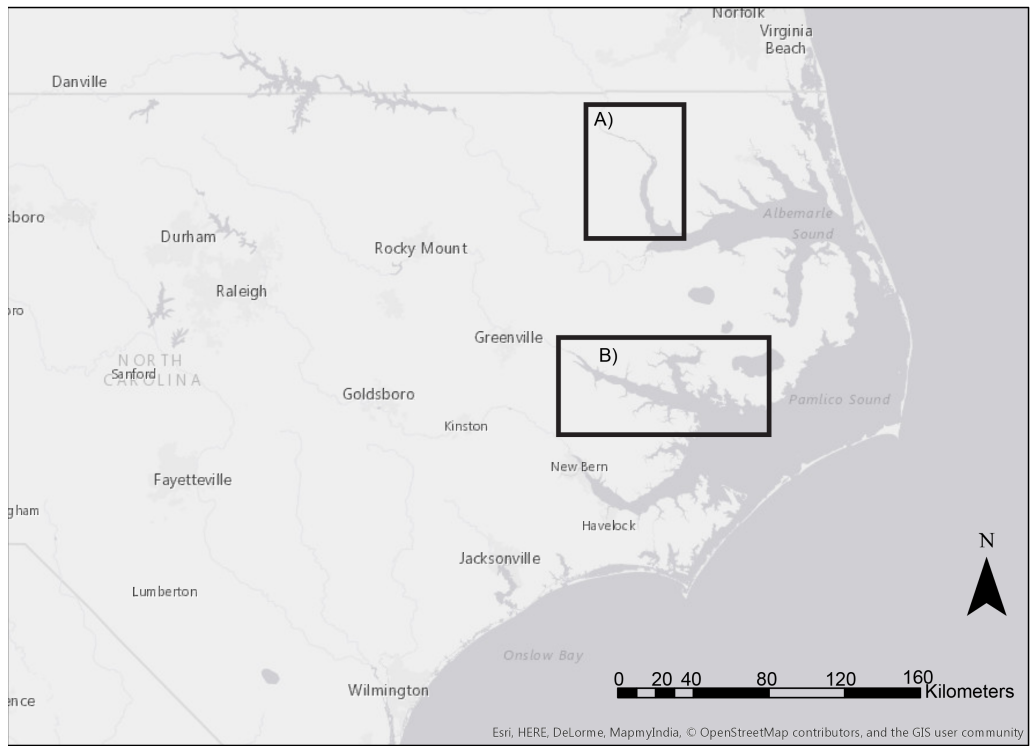 Norfolk
Virginia
Beach
Danville
A)
sboro
Albemarle
Sound
Durham
Rocky Mount
Raleigh
oro
Greenville
B)
NORTH
CAROLINA
Sanford
Goldsboro
Pamlico Sound
Kinston
New Bern
Fayetteville
gham
Havelock
N
Jacksonville
Lumberton
Onslow Bay
Wilmington
0 20 40 80 120 160
Kilometers
ence
Esri, HERE, DeLorme, MapmyIndia, © OpenStreetMap contributors, and the GIS user community